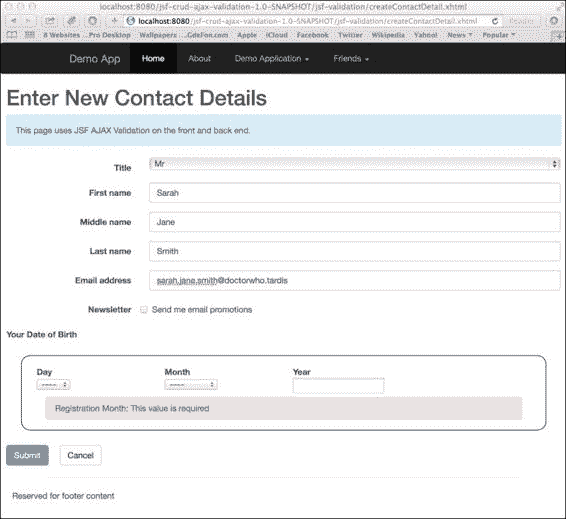 localhost:8080/jsf-crud-ajax-validation-1.0-SNAPSHOT/jsf-validation/createContactDetail.xhtml
localhost:8080/jsf-crud-ajax-validation-1.0-SNAPSHOT/jsf-validation/createContactDetail.xhtml Reader
8 Websites ...Pro Desktop Wallpapers ....GdeFon.com Apple iCloud Facebook Twitter Wikipedia Yahoo! News Popular
Demo App Home About Demo Application Friends
Enter New Contact Details
This page uses JSF AJAX Validation on the front and back end.
Title Mr
First name Sarah
Middle name Jane
Last name Smith
Email address sarah.jane.smith@doctorwho.tardis
Newsletter Send me email promotions
Your Date of Birth
Day Month Year
---- ----
Registration Month: This value is required
Submit Cancel
Reserved for footer content